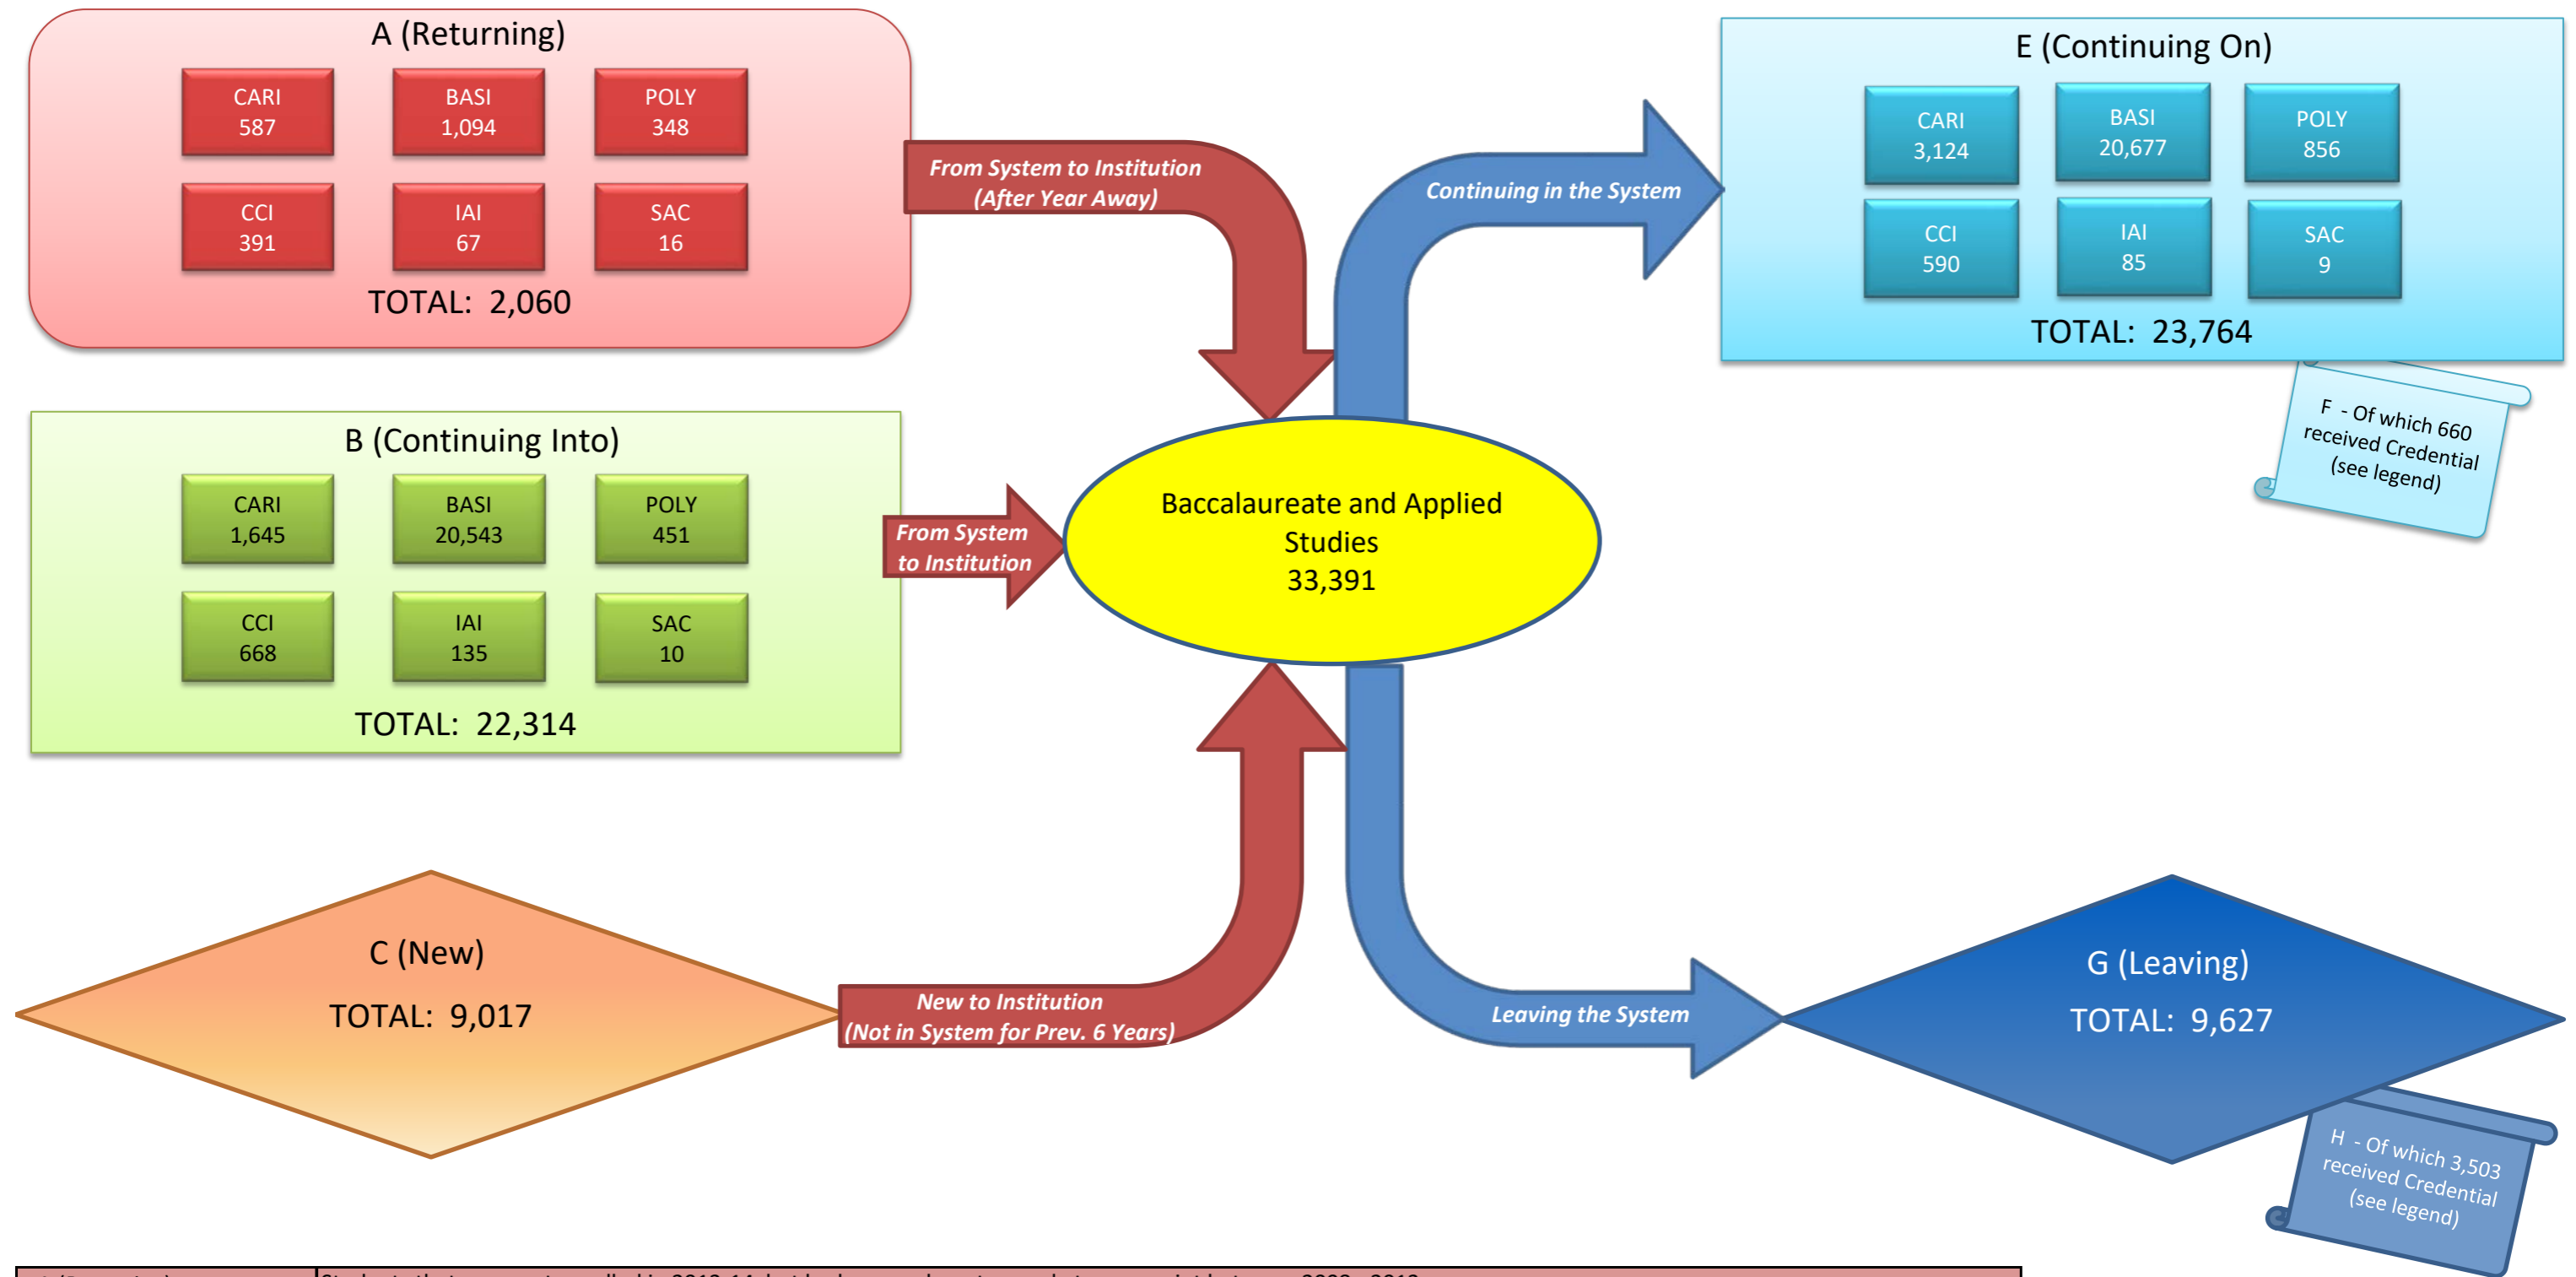 A (Returning)
CARI
587
BASI
1,094
POLY
348
CCI
391
IAI
67
SAC
16
TOTAL: 2,060
From System to Institution
(After Year Away)
Continuing in the System
E (Continuing On)
CARI
3,124
BASI
20,677
POLY
856
CCI
590
IAI
85
SAC
9
TOTAL: 23,764
F - Of which 660
received Credential
(see legend)
B (Continuing Into)
CARI
1,645
BASI
20,543
POLY
451
CCI
668
IAI
135
SAC
10
TOTAL: 22,314
From System
to Institution
Baccalaureate and Applied
Studies
33,391
C (New)
TOTAL: 9,017
New to Institution
(Not in System for Prev. 6 Years)
Leaving the System
G (Leaving)
TOTAL: 9,627
H - Of which 3,503
received Credential
(see legend)